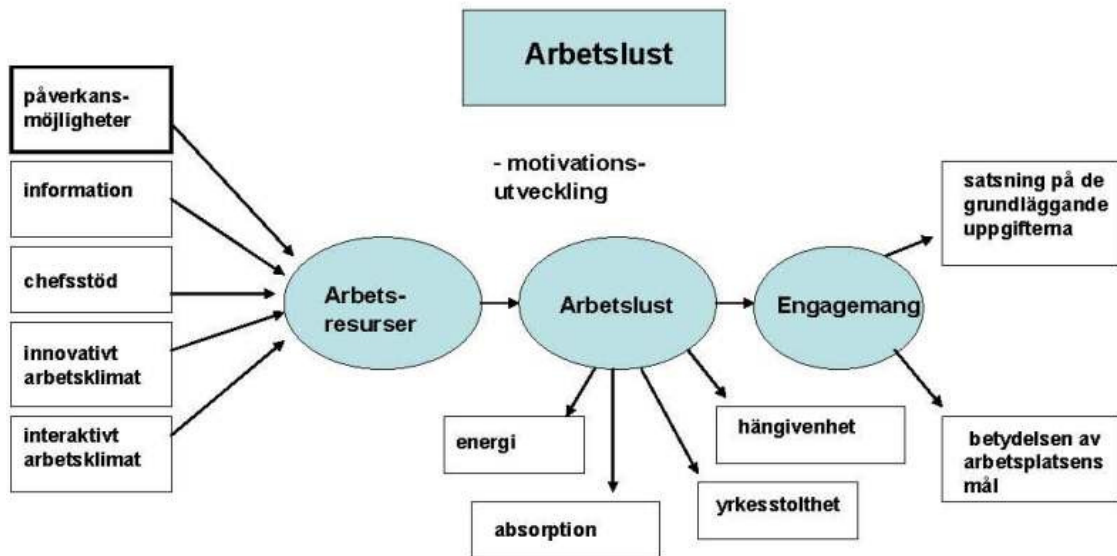 Arbetslust
- motivations-
utveckling
påverkans-
möjligheter
information
chefsstöd
innovativt
arbetsklimat
interaktivt
arbetsklimat
Arbets-
resurser
Arbetslust
Engagemang
satsning på de
grundläggande
uppgifterna
betydelsen av
arbetsplatsens
mål
energi
absorption
yrkesstolthet
hängivenhet